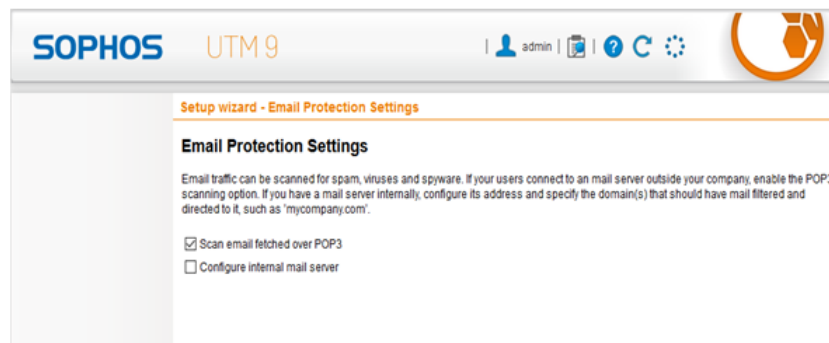 SOPHOS UTM 9 | admin | | ?
Setup wizard - Email Protection Settings
Email Protection Settings
Email traffic can be scanned for spam, viruses and spyware. If your users connect to an mail server outside your company, enable the POP3
scanning option. If you have a mail server internally, configure its address and specify the domain(s) that should have mail filtered and
directed to it, such as 'mycompany.com'.
Scan email fetched over POP3
Configure internal mail server